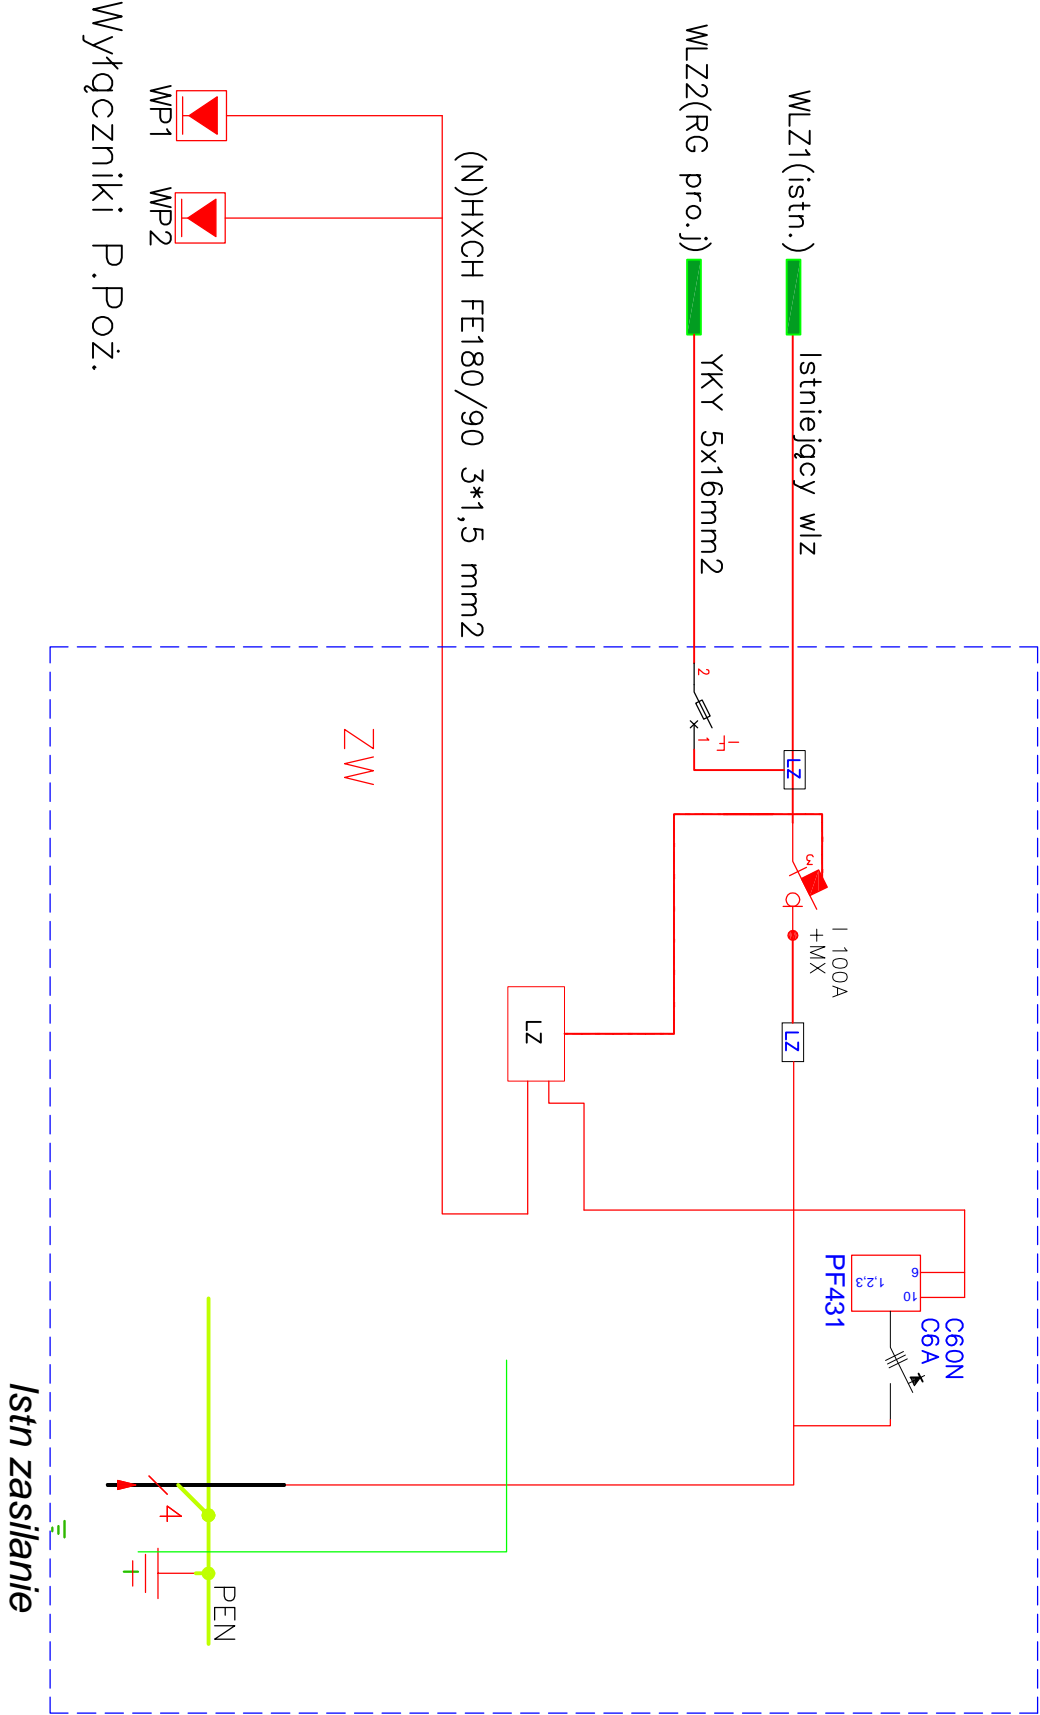 WLZ1(istn.)
Istniejący wlz
WLZ2(RG pro.j)
YKY 5x16mm2
(N)HXCH FE180/90 3*1,5 mm2
WP1
WP2
Wyłączniki P.Poż.
ZW
2
1
-F
LZ
3
I 100A
+MX
LZ
LZ
PF431
1,2,3
6
10
C60N
C6A
4
PEN
Istn zasilanie